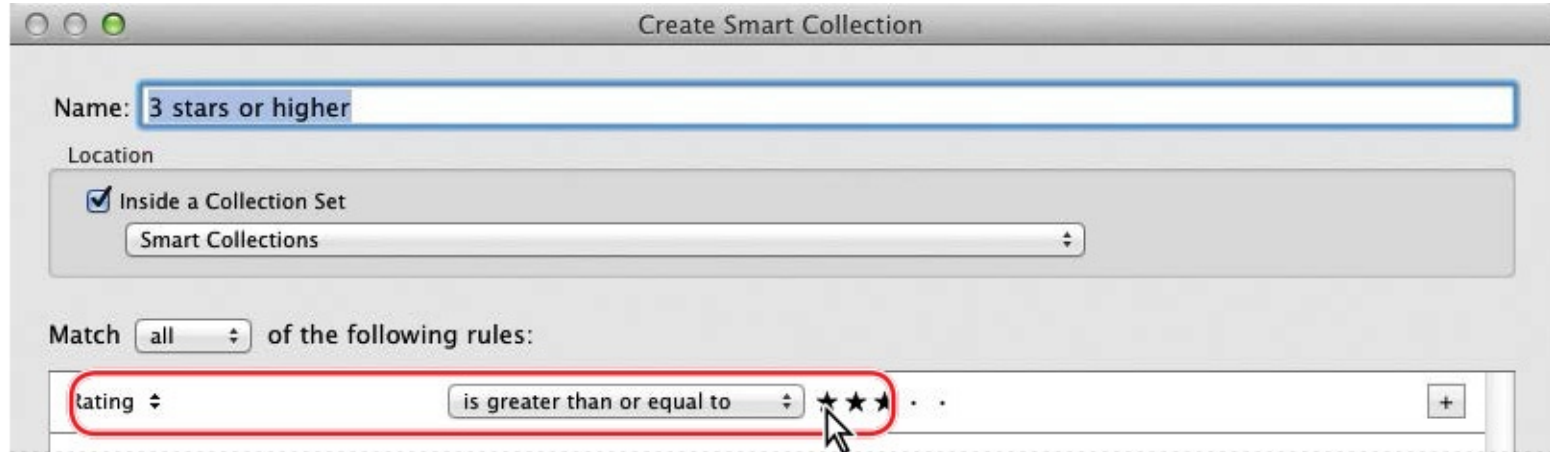 Create Smart Collection
Name: 3 stars or higher
Location
Inside a Collection Set
Smart Collections
Match all of the following rules:
Rating is greater than or equal to ★★★ · · +